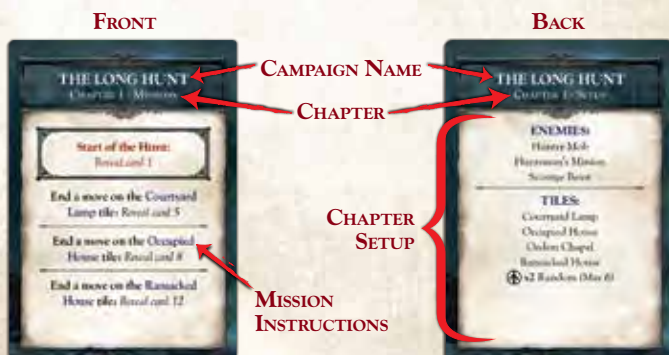 FRONT
THE LONG HUNT
CHAPTER 1 · MISSION
Start of the Hunt:
Reveal card 1
End a move on the Courtyard
Lamp tile: Reveal card 5
End a move on the Occupied
House tile: Reveal card 8
End a move on the Ransacked
House tile: Reveal card 12
CAMPAIGN NAME
CHAPTER
CHAPTER
SETUP
MISSION
INSTRUCTIONS
BACK
THE LONG HUNT
CHAPTER 1 · SETUP
ENEMIES:
Hunter Mob
Huntsman's Minion
Scourge Beast
TILES:
Courtyard Lamp
Occupied House
Oedon Chapel
Ransacked House
x2 Random (Max 6)